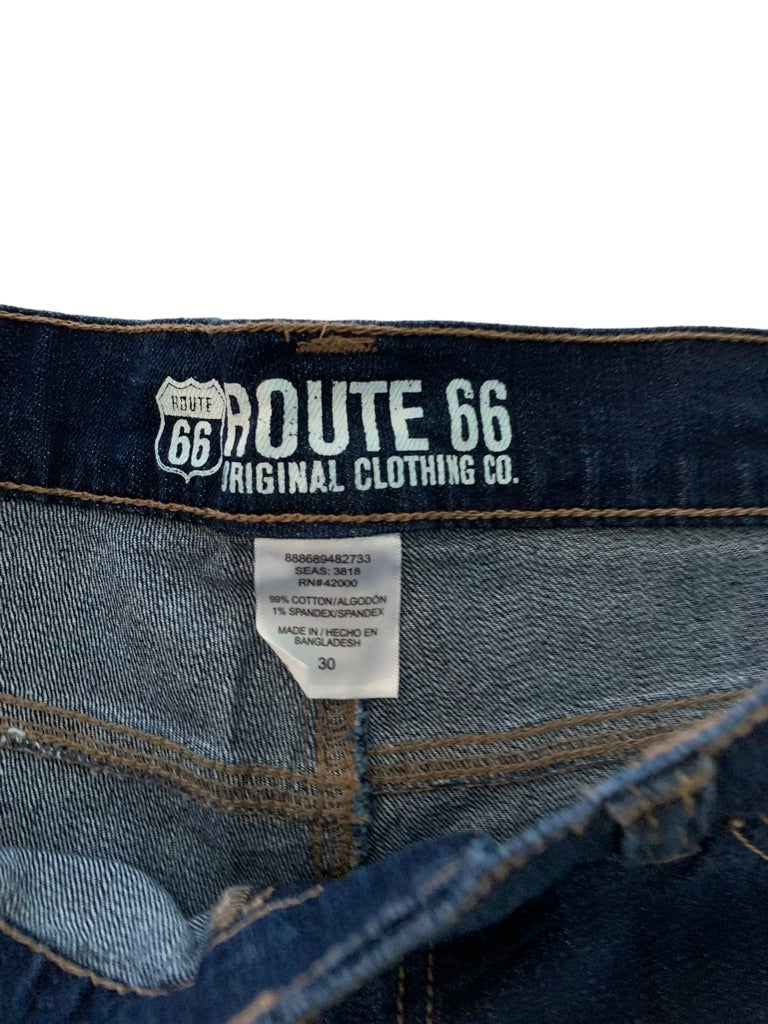 ROUTE
66
ROUTE 66
ORIGINAL CLOTHING CO.
888689482733
SEAS: 3818
RN#42000
99% COTTON/ALGODÓN
1% SPANDEX/SPANDEX
MADE IN / HECHO EN
BANGLADESH
30